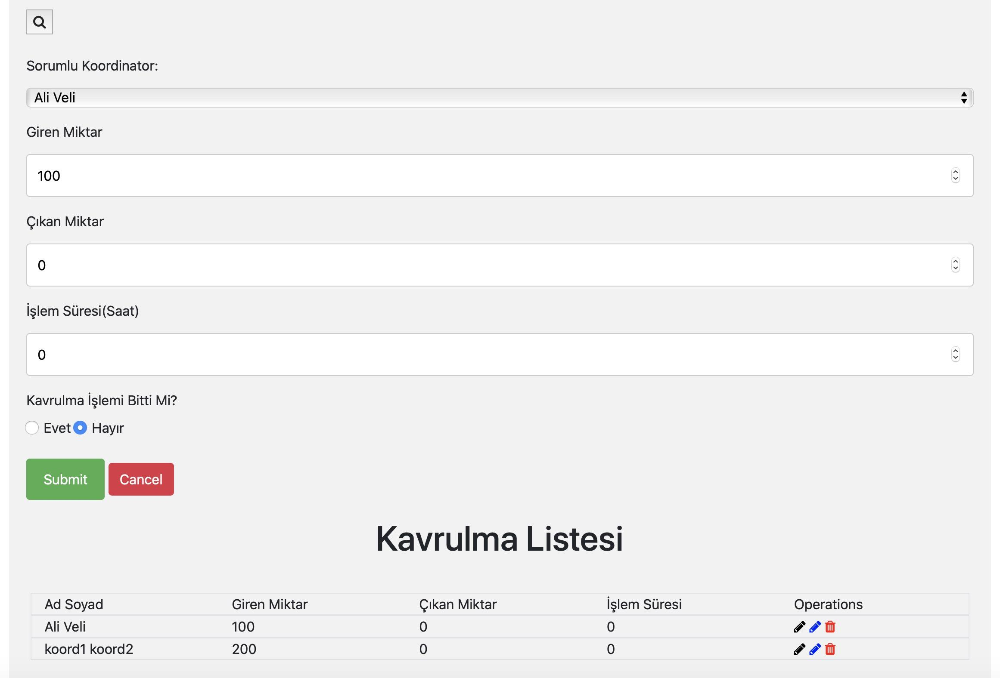 Sorumlu Koordinator:
Ali Veli
Giren Miktar
100
Çıkan Miktar
0
İşlem Süresi(Saat)
0
Kavrulma İşlemi Bitti Mi?
Evet Hayır
Submit Cancel
Kavrulma Listesi
Ad Soyad Giren Miktar Çıkan Miktar İşlem Süresi Operations
Ali Veli 100 0 0
koord1 koord2 200 0 0